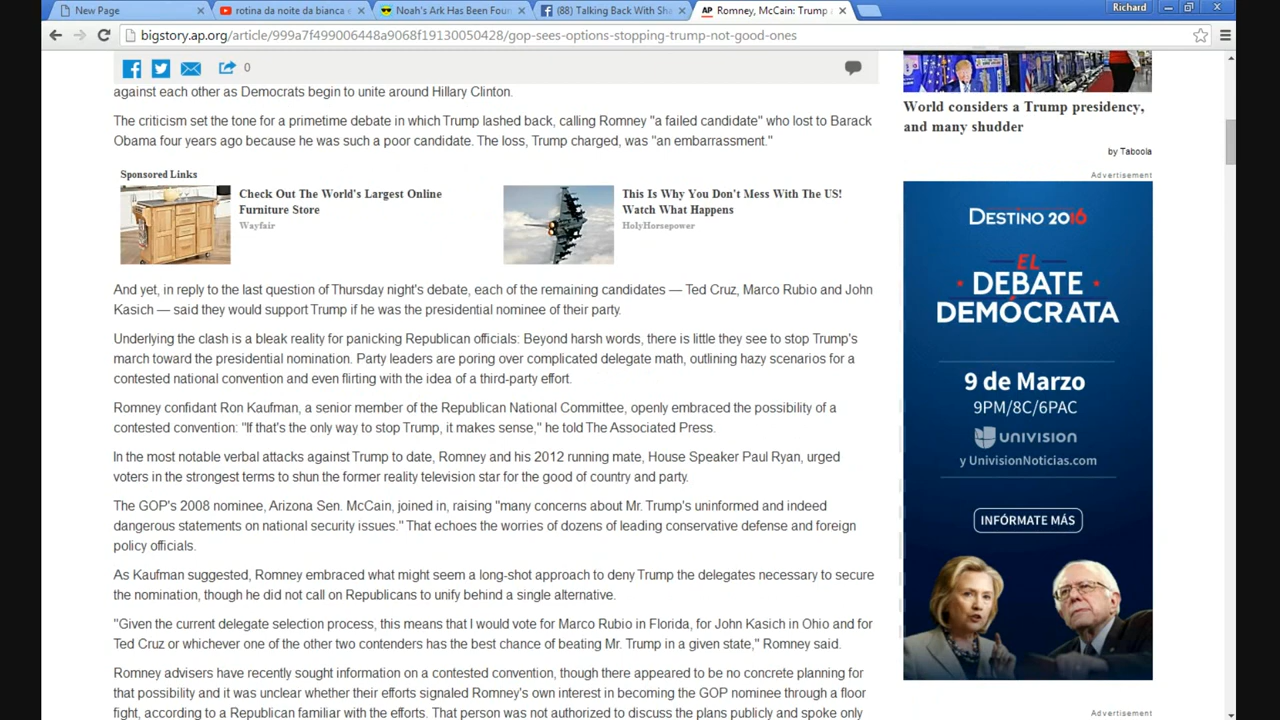 New Page
rotina da noite da bianca e
Noah's Ark Has Been Foun
(88) Talking Back With Sha
AP Romney, McCain: Trump a
Richard
bigstory.ap.org/article/999a7f499006448a9068f19130050428/gop-sees-options-stopping-trump-not-good-ones
0
against each other as Democrats begin to unite around Hillary Clinton.
The criticism set the tone for a primetime debate in which Trump lashed back, calling Romney "a failed candidate" who lost to Barack
Obama four years ago because he was such a poor candidate. The loss, Trump charged, was "an embarrassment."
Sponsored Links
Check Out The World's Largest Online
Furniture Store
Wayfair
This Is Why You Don't Mess With The US!
Watch What Happens
HolyHorsepower
And yet, in reply to the last question of Thursday night's debate, each of the remaining candidates — Ted Cruz, Marco Rubio and John
Kasich — said they would support Trump if he was the presidential nominee of their party.
Underlying the clash is a bleak reality for panicking Republican officials: Beyond harsh words, there is little they see to stop Trump's
march toward the presidential nomination. Party leaders are poring over complicated delegate math, outlining hazy scenarios for a
contested national convention and even flirting with the idea of a third-party effort.
Romney confidant Ron Kaufman, a senior member of the Republican National Committee, openly embraced the possibility of a
contested convention: "If that's the only way to stop Trump, it makes sense," he told The Associated Press.
In the most notable verbal attacks against Trump to date, Romney and his 2012 running mate, House Speaker Paul Ryan, urged
voters in the strongest terms to shun the former reality television star for the good of country and party.
The GOP's 2008 nominee, Arizona Sen. McCain, joined in, raising "many concerns about Mr. Trump's uninformed and indeed
dangerous statements on national security issues." That echoes the worries of dozens of leading conservative defense and foreign
policy officials.
As Kaufman suggested, Romney embraced what might seem a long-shot approach to deny Trump the delegates necessary to secure
the nomination, though he did not call on Republicans to unify behind a single alternative.
"Given the current delegate selection process, this means that I would vote for Marco Rubio in Florida, for John Kasich in Ohio and for
Ted Cruz or whichever one of the other two contenders has the best chance of beating Mr. Trump in a given state," Romney said.
Romney advisers have recently sought information on a contested convention, though there appeared to be no concrete planning for
that possibility and it was unclear whether their efforts signaled Romney's own interest in becoming the GOP nominee through a floor
fight, according to a Republican familiar with the efforts. That person was not authorized to discuss the plans publicly and spoke only
World considers a Trump presidency,
and many shudder
by Taboola
Advertisement
DESTINO 2016
EL
DEBATE
DEMÓCRATA
9 de Marzo
9PM/8C/6PAC
UNIVISION
y UnivisionNoticias.com
INFÓRMATE MÁS
Advertisement